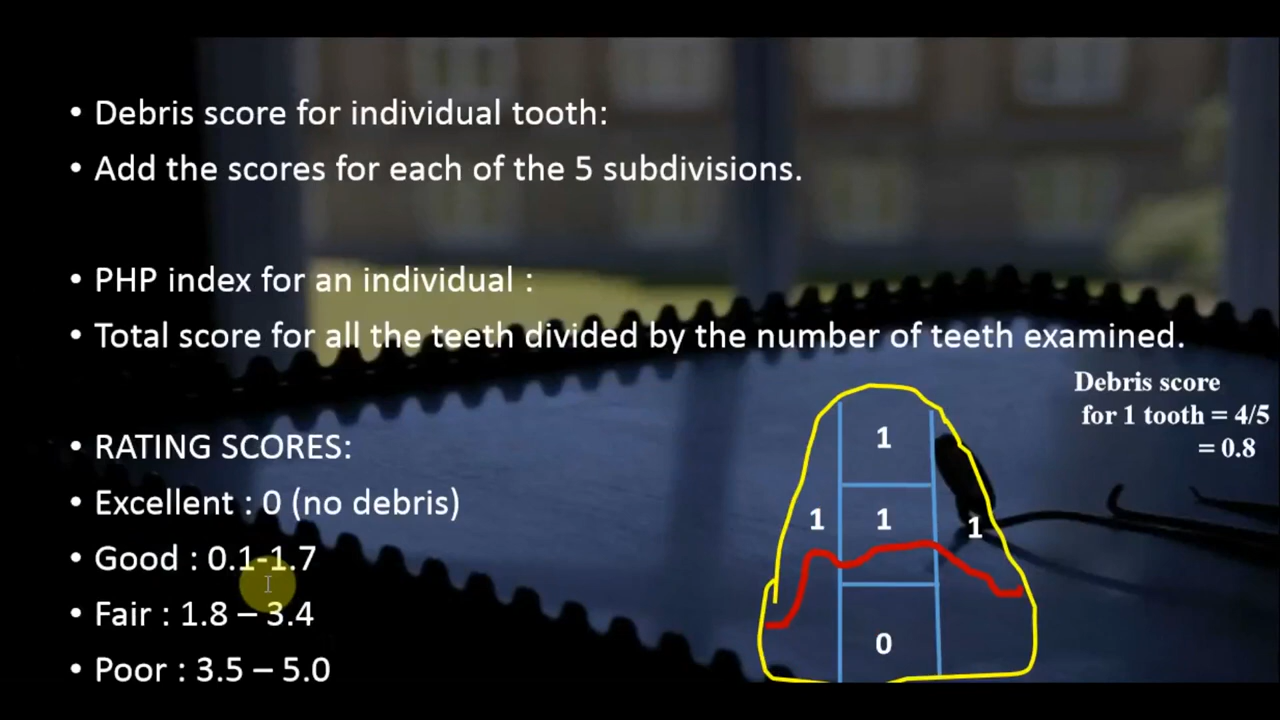 • Debris score for individual tooth:
• Add the scores for each of the 5 subdivisions.
• PHP index for an individual :
• Total score for all the teeth divided by the number of teeth examined.
• RATING SCORES:
• Excellent : 0 (no debris)
• Good : 0.1-1.7
• Fair : 1.8 – 3.4
• Poor : 3.5 – 5.0
Debris score
for 1 tooth = 4/5
= 0.8
1
1 1 1
0